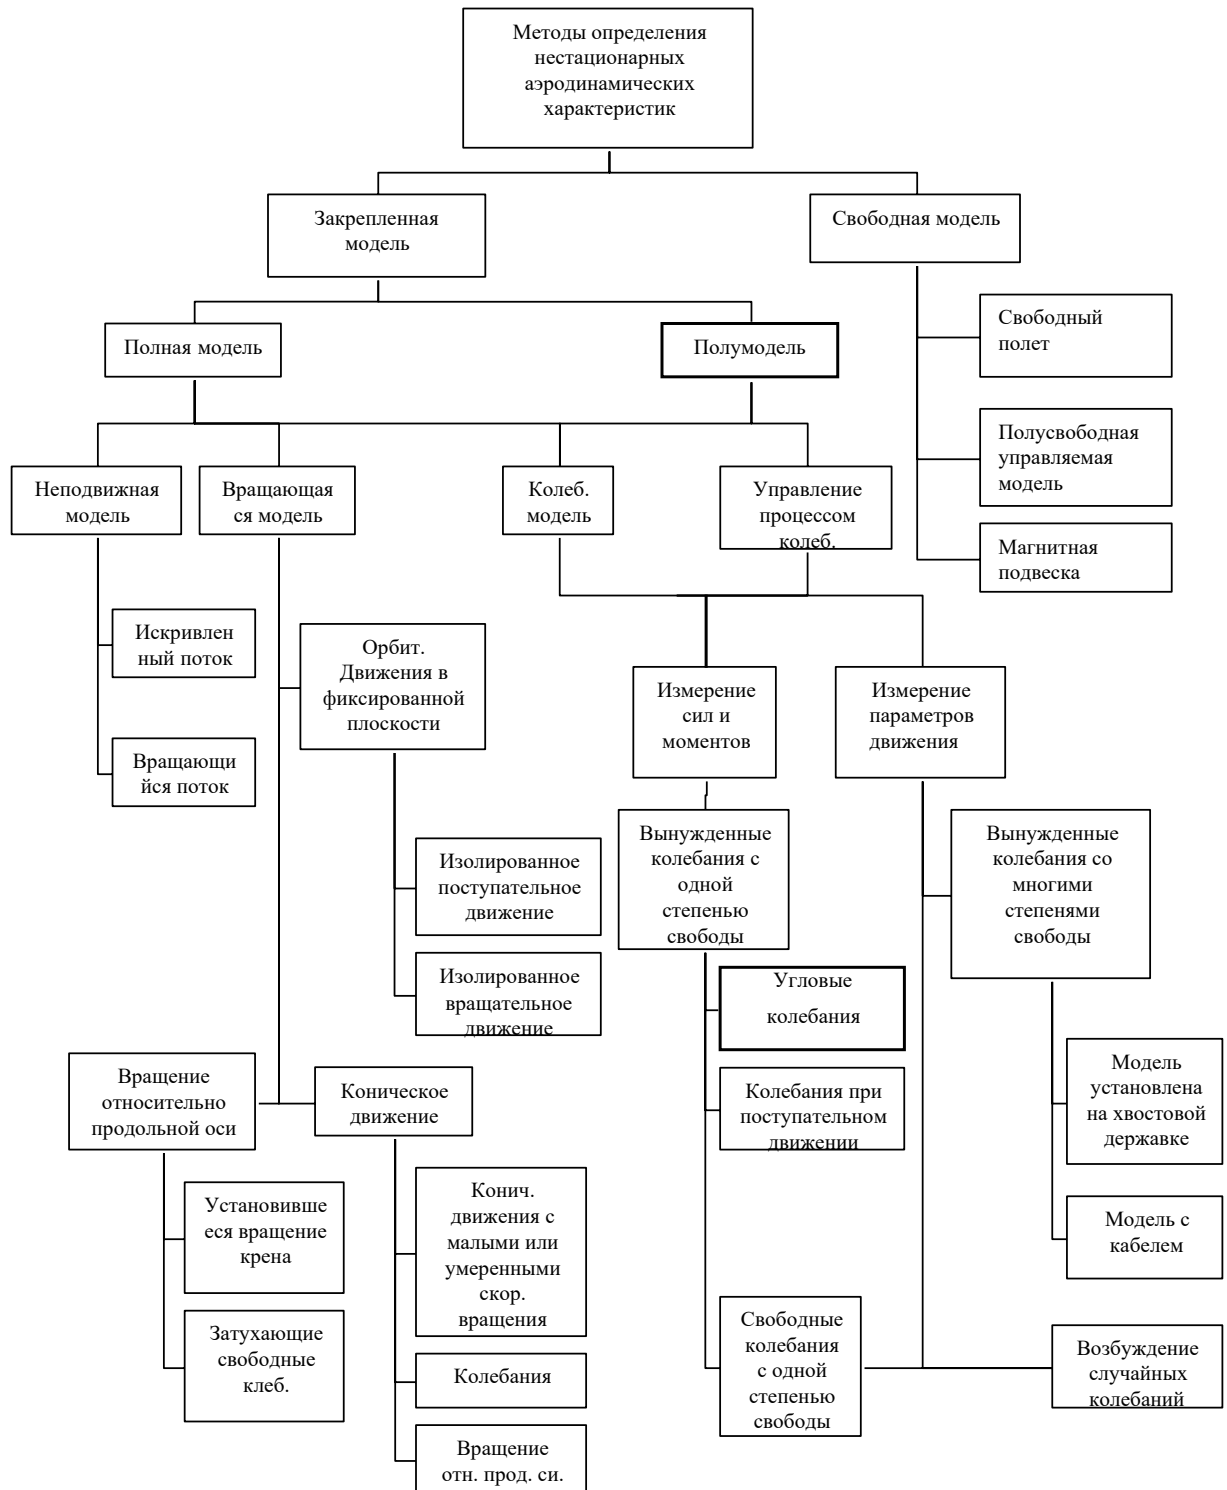 Методы определения
нестационарных
аэродинамических
характеристик
Закрепленная
модель
Свободная модель
Свободный
полет
Полная модель
Полумодель
Полусвободная
управляемая
модель
Неподвижная
модель
Вращающая
ся модель
Колеб.
модель
Управление
процессом
колеб.
Магнитная
подвеска
Искривлен
ный поток
Орбит.
Движения в
фиксированной
плоскости
Измерение
сил и
моментов
Измерение
параметров
движения
Вращающи
йся поток
Вынужденные
колебания с
одной
степенью
свободы
Вынужденные
колебания со
многими
степенями
свободы
Изолированное
поступательное
движение
Изолированное
вращательное
движение
Угловые
колебания
Вращение
относительно
продольной оси
Коническое
движение
Колебания при
поступательном
движении
Модель
установлена
на хвостовой
державке
Установивше
еся вращение
крена
Конич.
движения с
малыми или
умеренными
скор.
вращения
Модель с
кабелем
Затухающие
свободные
клеб.
Свободные
колебания
с одной
степенью
свободы
Возбуждение
случайных
колебаний
Колебания
Вращение
отн. прод. си.